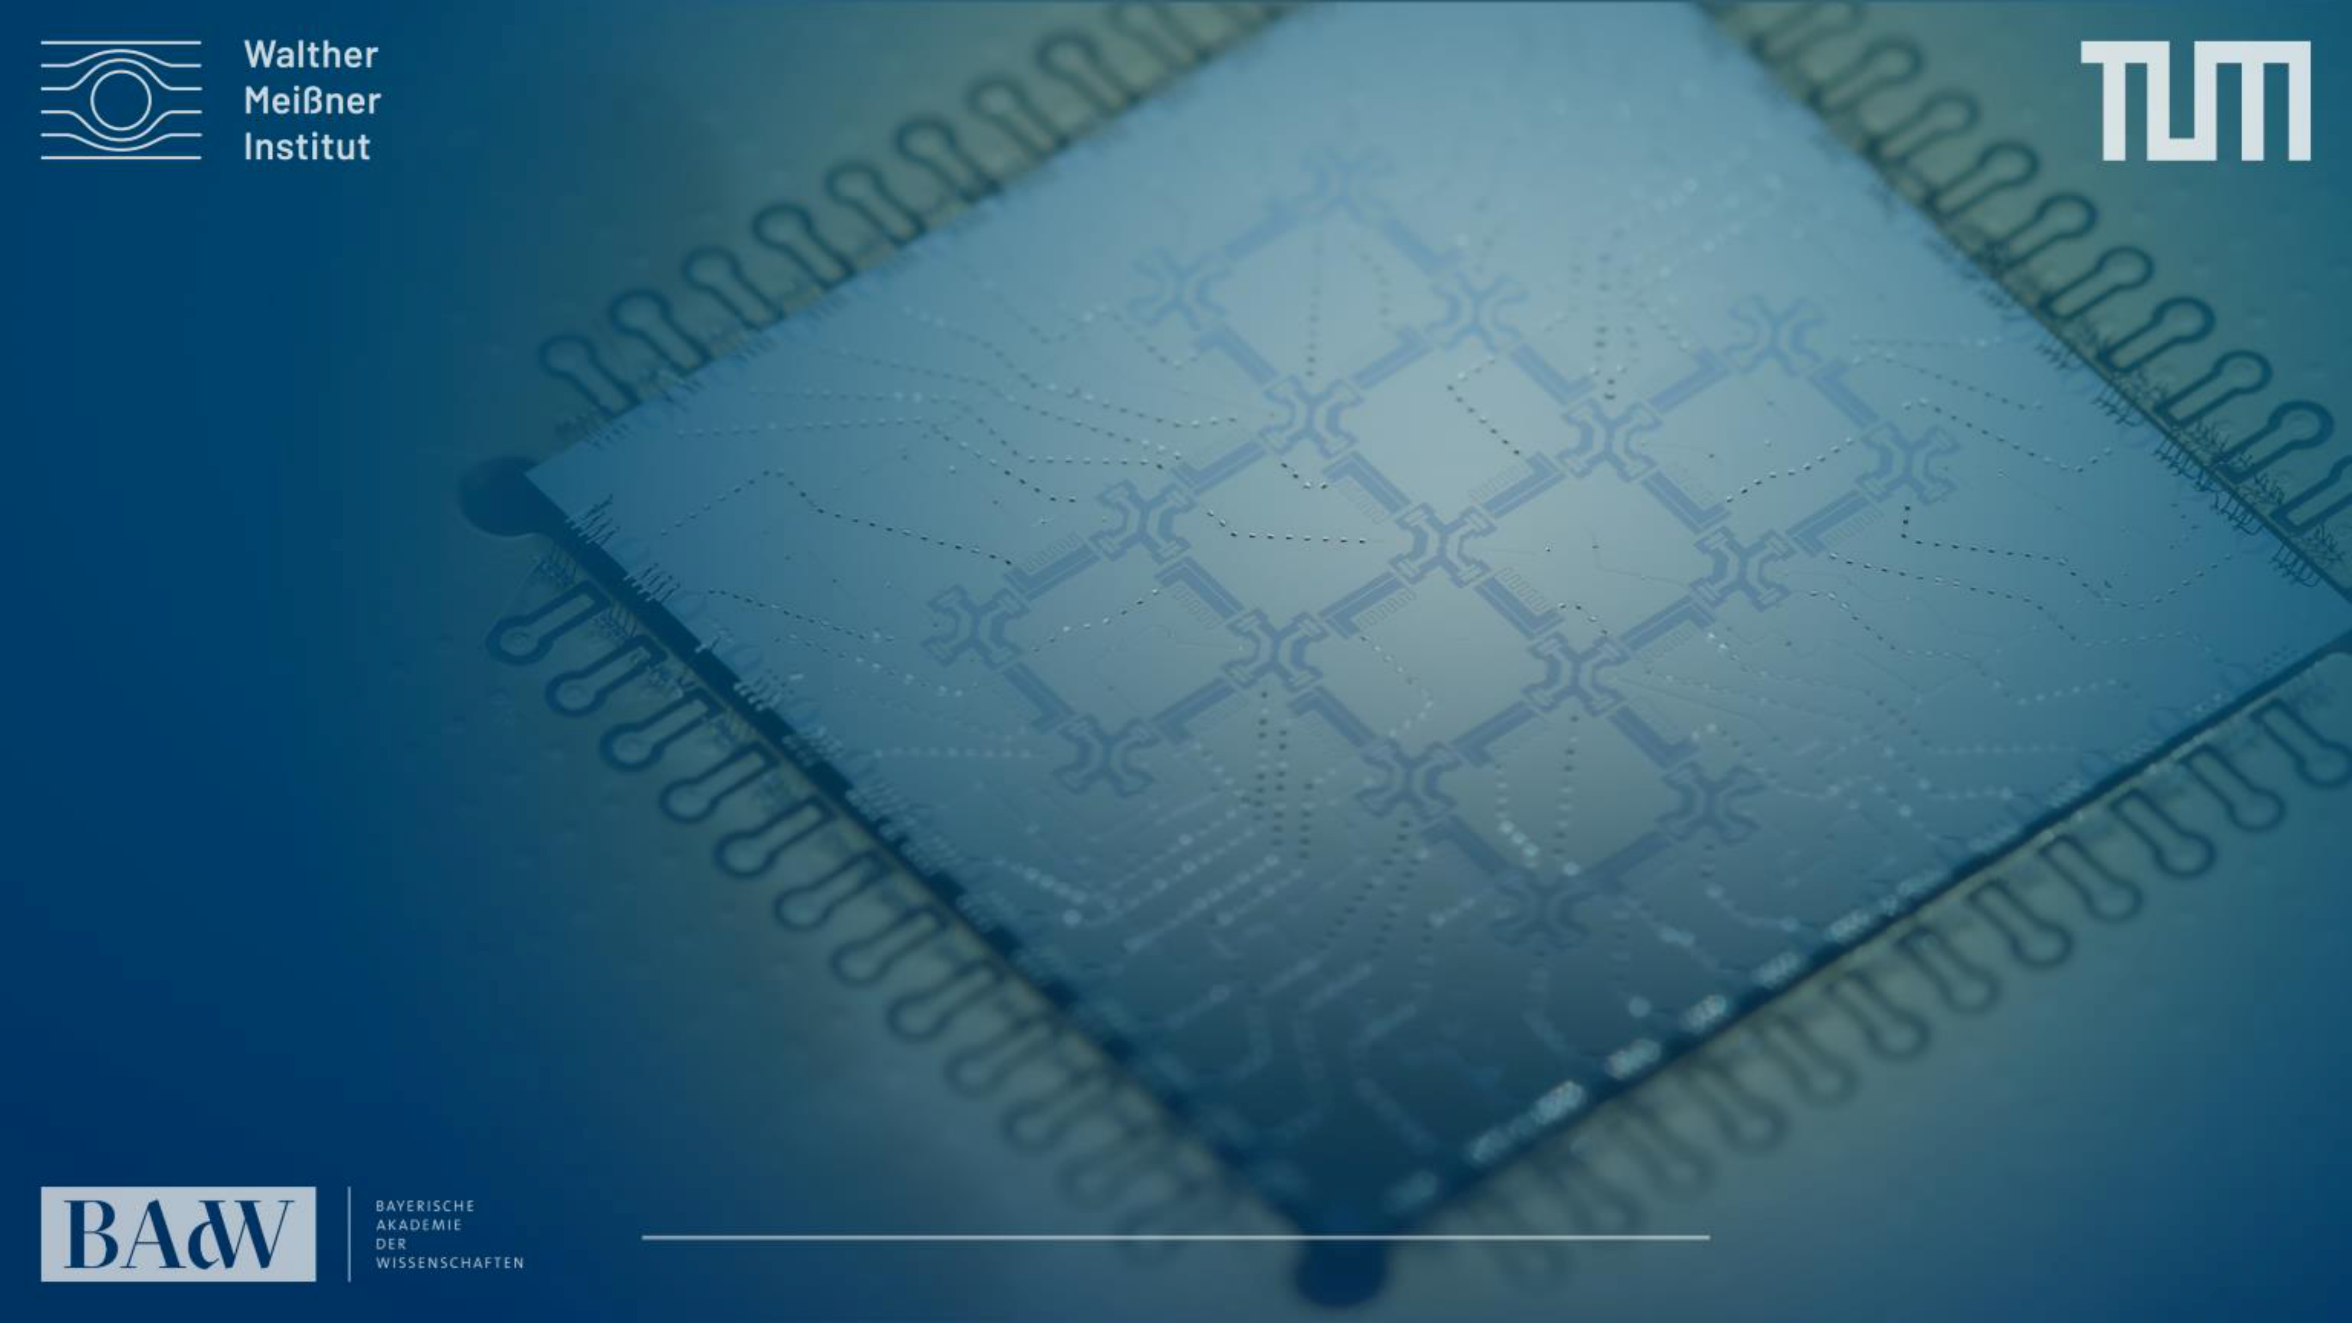 Walther
Meißner
Institut
TUM
BAdW
BAYERISCHE
AKADEMIE
DER
WISSENSCHAFTEN